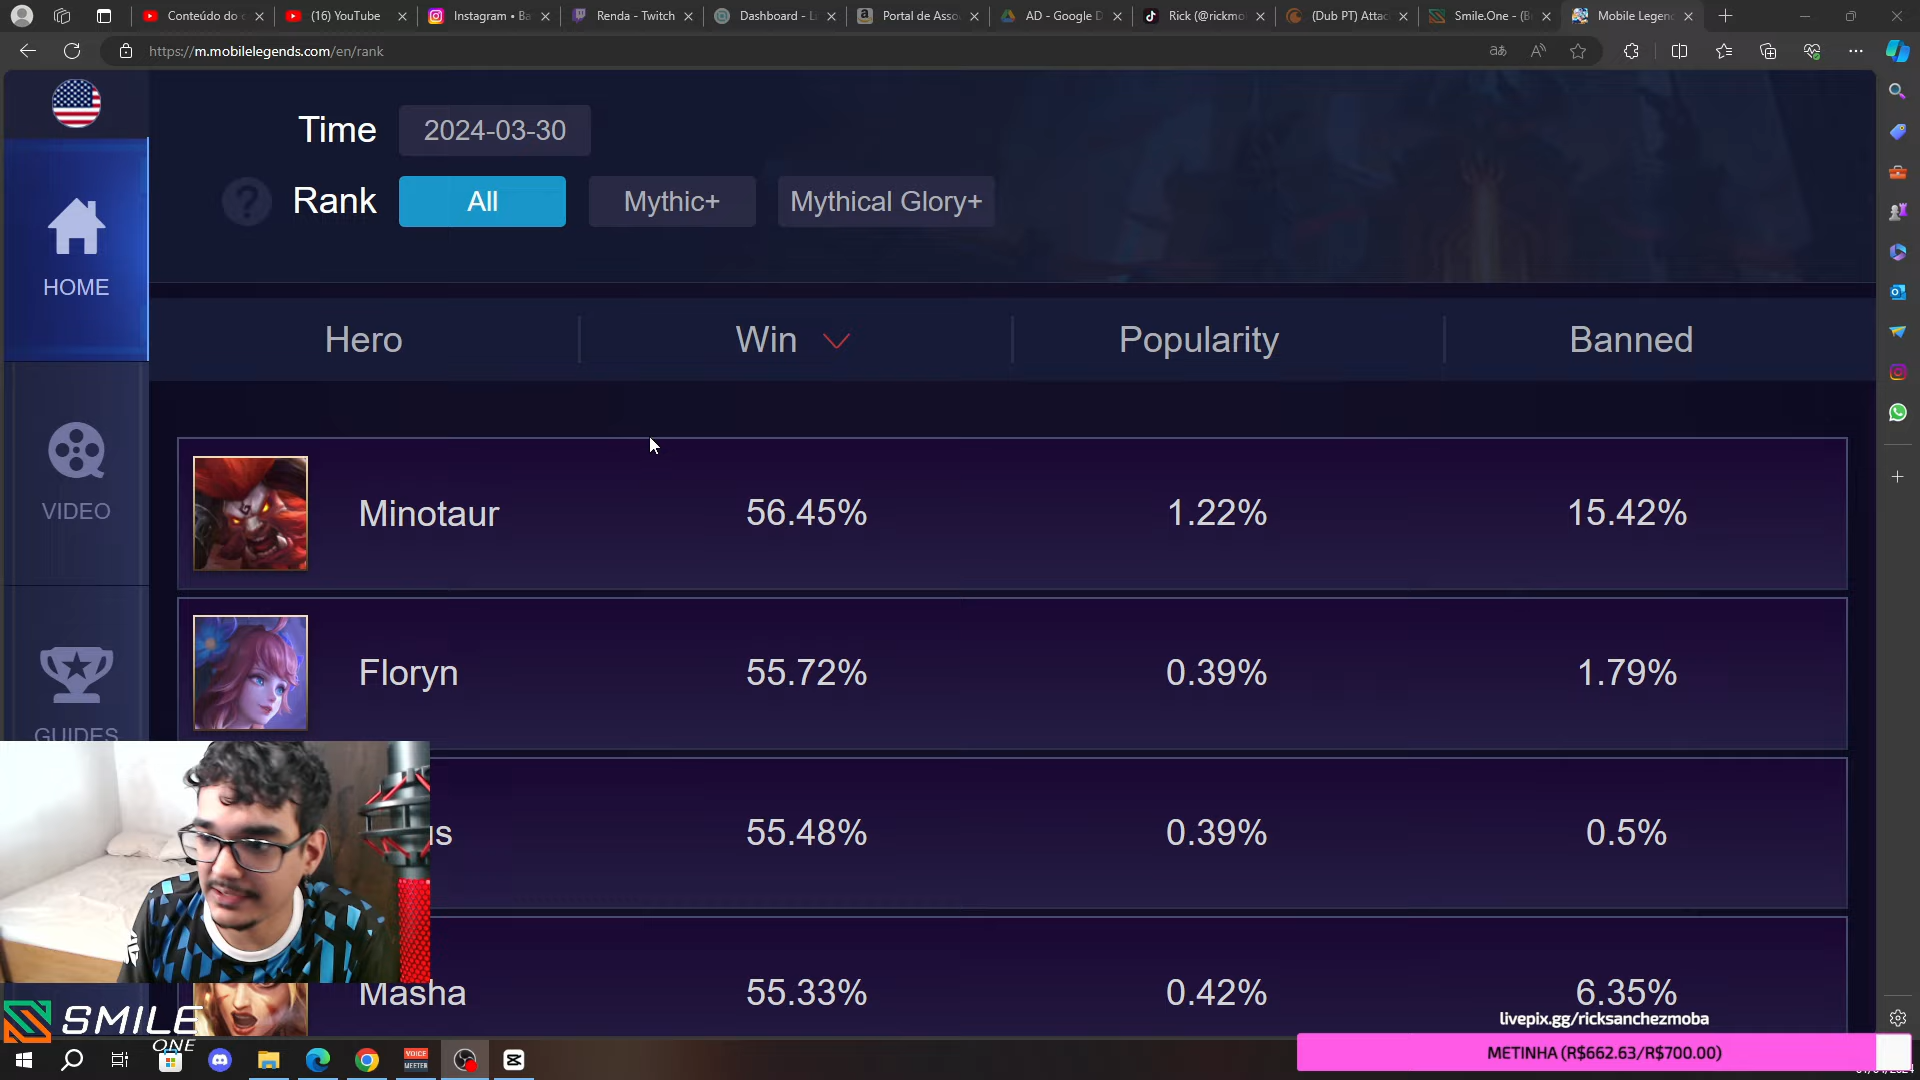 Conteúdo do c
(16) YouTube
Instagram • Ba
Renda - Twitch
Dashboard - L
Portal de Asso
AD - Google D
Rick (@rickmo
(Dub PT) Attac
Smile.One - (B
Mobile Legen
https://m.mobilelegends.com/en/rank
Time
2024-03-30
Rank
All
Mythic+
Mythical Glory+
HOME
VIDEO
GUIDES
Hero
Win
Popularity
Banned
Minotaur
56.45%
1.22%
15.42%
Floryn
55.72%
0.39%
1.79%
us
55.48%
0.39%
0.5%
Masha
55.33%
0.42%
6.35%
SMILE
ONE
livepix.gg/ricksanchezmoba
METINHA (R$662.63/R$700.00)
VOICE
MEETER